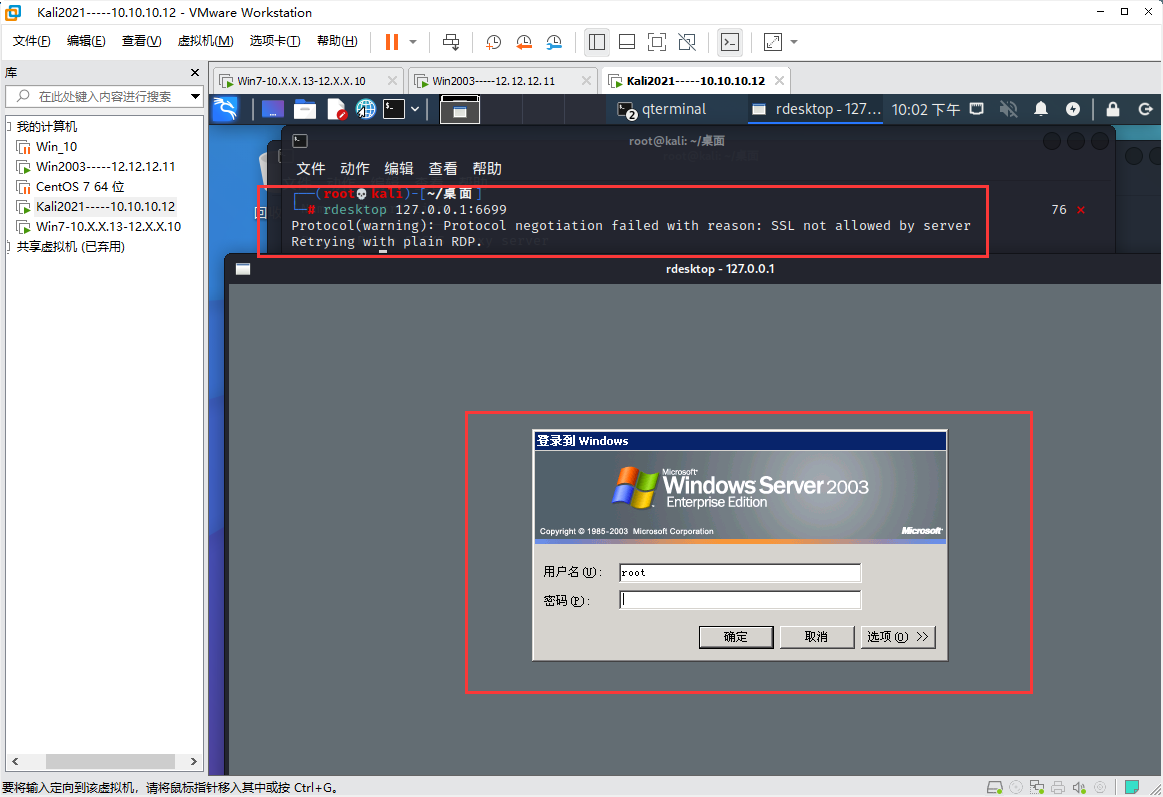 Kali2021-----10.10.10.12 - VMware Workstation
文件(F) 编辑(E) 查看(V) 虚拟机(M) 选项卡(T) 帮助(H)
库
在此处键入内容进行搜索
我的计算机
Win_10
Win2003-----12.12.12.11
CentOS 7 64 位
Kali2021-----10.10.10.12
Win7-10.X.X.13-12.X.X.10
共享虚拟机 (已弃用)
Win7-10.X.X.13-12.X.X.10 Win2003-----12.12.12.11 Kali2021-----10.10.10.12
qterminal rdesktop - 127.... 10:02 下午
root@kali: ~/桌面
文件 动作 编辑 查看 帮助
┌──(root💀kali)-[~/桌面]
└─# rdesktop 127.0.0.1:6699 76 ×
Protocol(warning): Protocol negotiation failed with reason: SSL not allowed by server
Retrying with plain RDP.
rdesktop - 127.0.0.1
登录到 Windows
Microsoft
Windows Server 2003
Enterprise Edition
Copyright © 1985-2003 Microsoft Corporation Microsoft
用户名(U): root
密码(P):
确定 取消 选项(O) >>
要将输入定向到该虚拟机，请将鼠标指针移入其中或按 Ctrl+G。